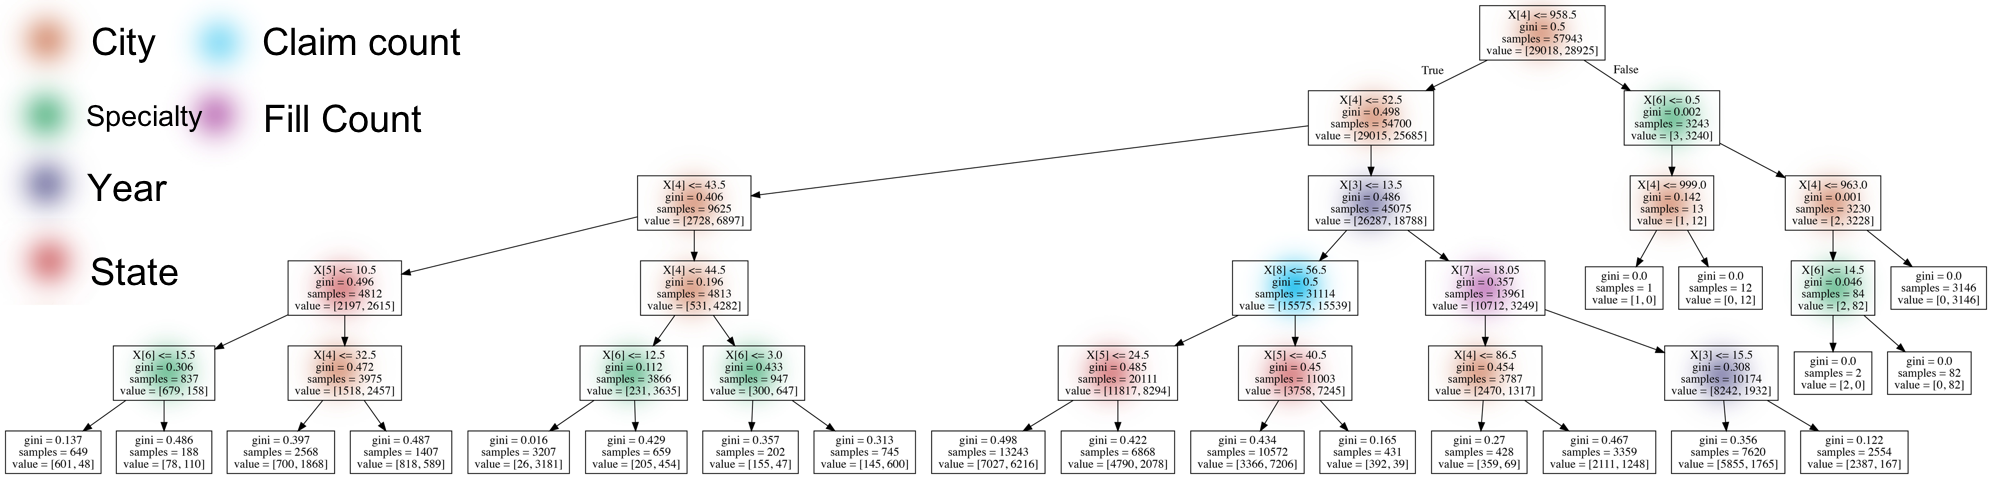 City
Claim count
Specialty
Fill Count
Year
State
X[4] <= 958.5
gini = 0.5
samples = 57943
value = [29018, 28925]
True
False
X[4] <= 52.5
gini = 0.498
samples = 54700
value = [29015, 25685]
X[6] <= 0.5
gini = 0.002
samples = 3243
value = [3, 3240]
X[4] <= 43.5
gini = 0.406
samples = 9625
value = [2728, 6897]
X[3] <= 13.5
gini = 0.486
samples = 45075
value = [26287, 18788]
X[4] <= 999.0
gini = 0.142
samples = 13
value = [1, 12]
X[4] <= 963.0
gini = 0.001
samples = 3230
value = [2, 3228]
X[5] <= 10.5
gini = 0.496
samples = 4812
value = [2197, 2615]
X[4] <= 44.5
gini = 0.196
samples = 4813
value = [531, 4282]
X[8] <= 56.5
gini = 0.5
samples = 31114
value = [15575, 15539]
X[7] <= 18.05
gini = 0.357
samples = 13961
value = [10712, 3249]
gini = 0.0
samples = 1
value = [1, 0]
gini = 0.0
samples = 12
value = [0, 12]
X[6] <= 14.5
gini = 0.046
samples = 84
value = [2, 82]
gini = 0.0
samples = 3146
value = [0, 3146]
X[6] <= 15.5
gini = 0.306
samples = 837
value = [679, 158]
X[4] <= 32.5
gini = 0.472
samples = 3975
value = [1518, 2457]
X[6] <= 12.5
gini = 0.112
samples = 3866
value = [231, 3635]
X[6] <= 3.0
gini = 0.433
samples = 947
value = [300, 647]
X[5] <= 24.5
gini = 0.485
samples = 20111
value = [11817, 8294]
X[5] <= 40.5
gini = 0.45
samples = 11003
value = [3758, 7245]
X[4] <= 86.5
gini = 0.454
samples = 3787
value = [2470, 1317]
X[3] <= 15.5
gini = 0.308
samples = 10174
value = [8242, 1932]
gini = 0.0
samples = 2
value = [2, 0]
gini = 0.0
samples = 82
value = [0, 82]
gini = 0.137
samples = 649
value = [601, 48]
gini = 0.486
samples = 188
value = [78, 110]
gini = 0.397
samples = 2568
value = [700, 1868]
gini = 0.487
samples = 1407
value = [818, 589]
gini = 0.016
samples = 3207
value = [26, 3181]
gini = 0.429
samples = 659
value = [205, 454]
gini = 0.357
samples = 202
value = [155, 47]
gini = 0.313
samples = 745
value = [145, 600]
gini = 0.498
samples = 13243
value = [7027, 6216]
gini = 0.422
samples = 6868
value = [4790, 2078]
gini = 0.434
samples = 10572
value = [3366, 7206]
gini = 0.165
samples = 431
value = [392, 39]
gini = 0.27
samples = 428
value = [359, 69]
gini = 0.467
samples = 3359
value = [2111, 1248]
gini = 0.356
samples = 7620
value = [5855, 1765]
gini = 0.122
samples = 2554
value = [2387, 167]